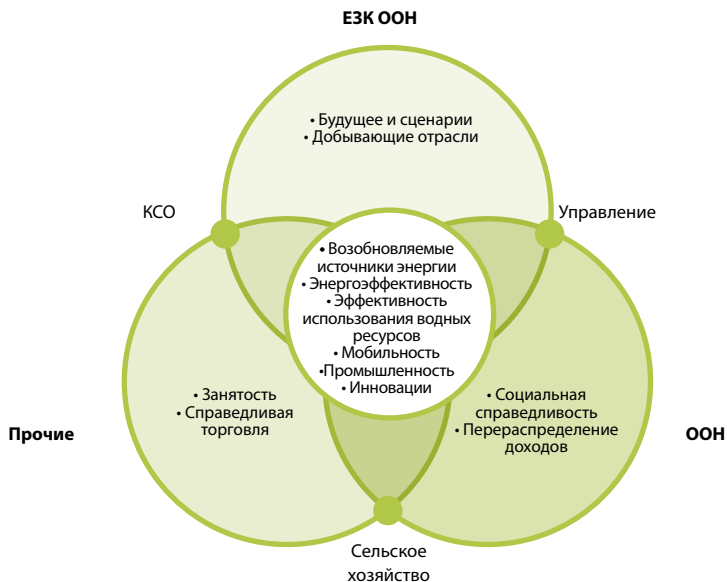 ЕЗК ООН
• Будущее и сценарии
• Добывающие отрасли
КСО
Управление
• Возобновляемые
источники энергии
• Энергоэффективность
• Эффективность
использования водных
ресурсов
• Мобильность
•Промышленность
• Инновации
• Занятость
• Справедливая
торговля
• Социальная
справедливость
• Перераспределение
доходов
Прочие
ООН
Сельское
хозяйство